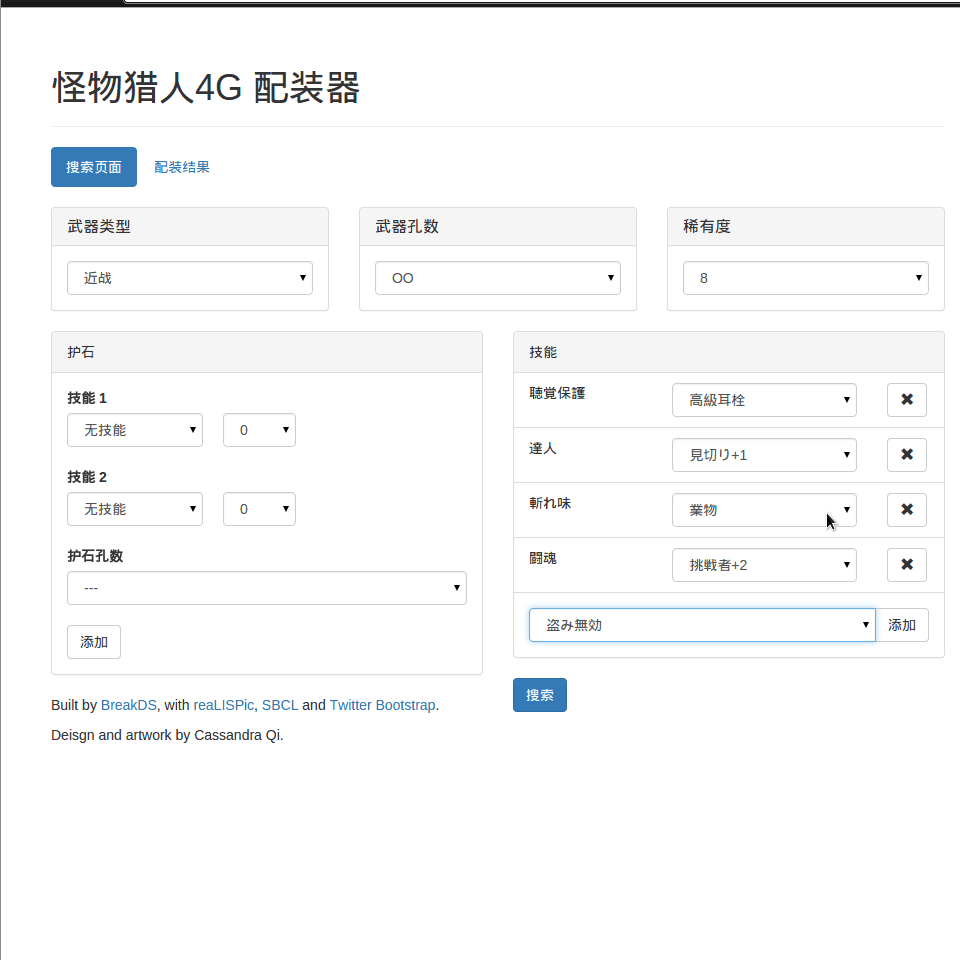 怪物猎人4G 配装器
搜索页面 配装结果
武器类型 武器孔数 稀有度
近战 OO 8
护石
技能 1
无技能 0
技能 2
无技能 0
护石孔数
---
添加
技能
聴覚保護 高級耳栓 ✖
達人 見切り+1 ✖
斬れ味 業物 ✖
闘魂 挑戦者+2 ✖
盗み無効 添加
搜索
Built by BreakDS, with reaLISPic, SBCL and Twitter Bootstrap.
Deisgn and artwork by Cassandra Qi.